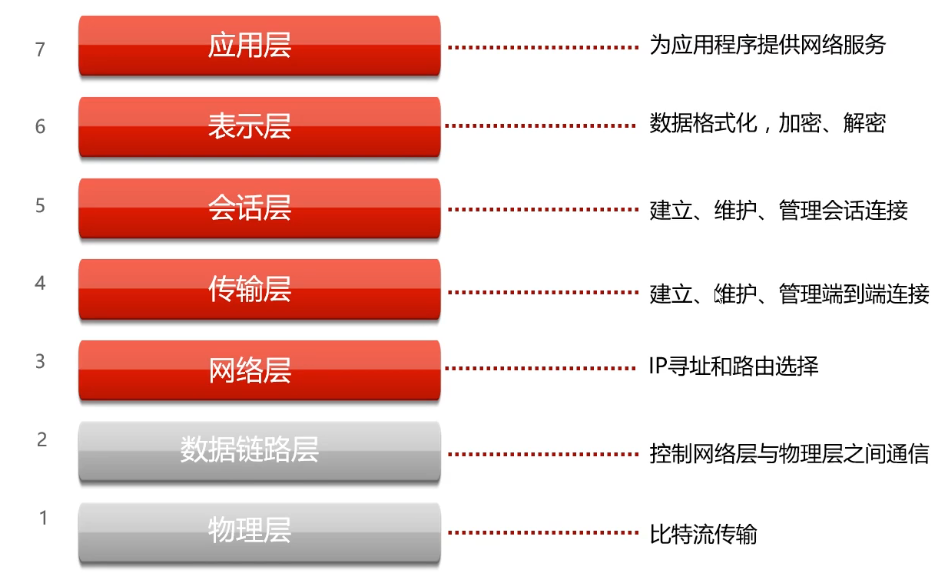 7 应用层 为应用程序提供网络服务
6 表示层 数据格式化，加密、解密
5 会话层 建立、维护、管理会话连接
4 传输层 建立、维护、管理端到端连接
3 网络层 IP寻址和路由选择
2 数据链路层 控制网络层与物理层之间通信
1 物理层 比特流传输